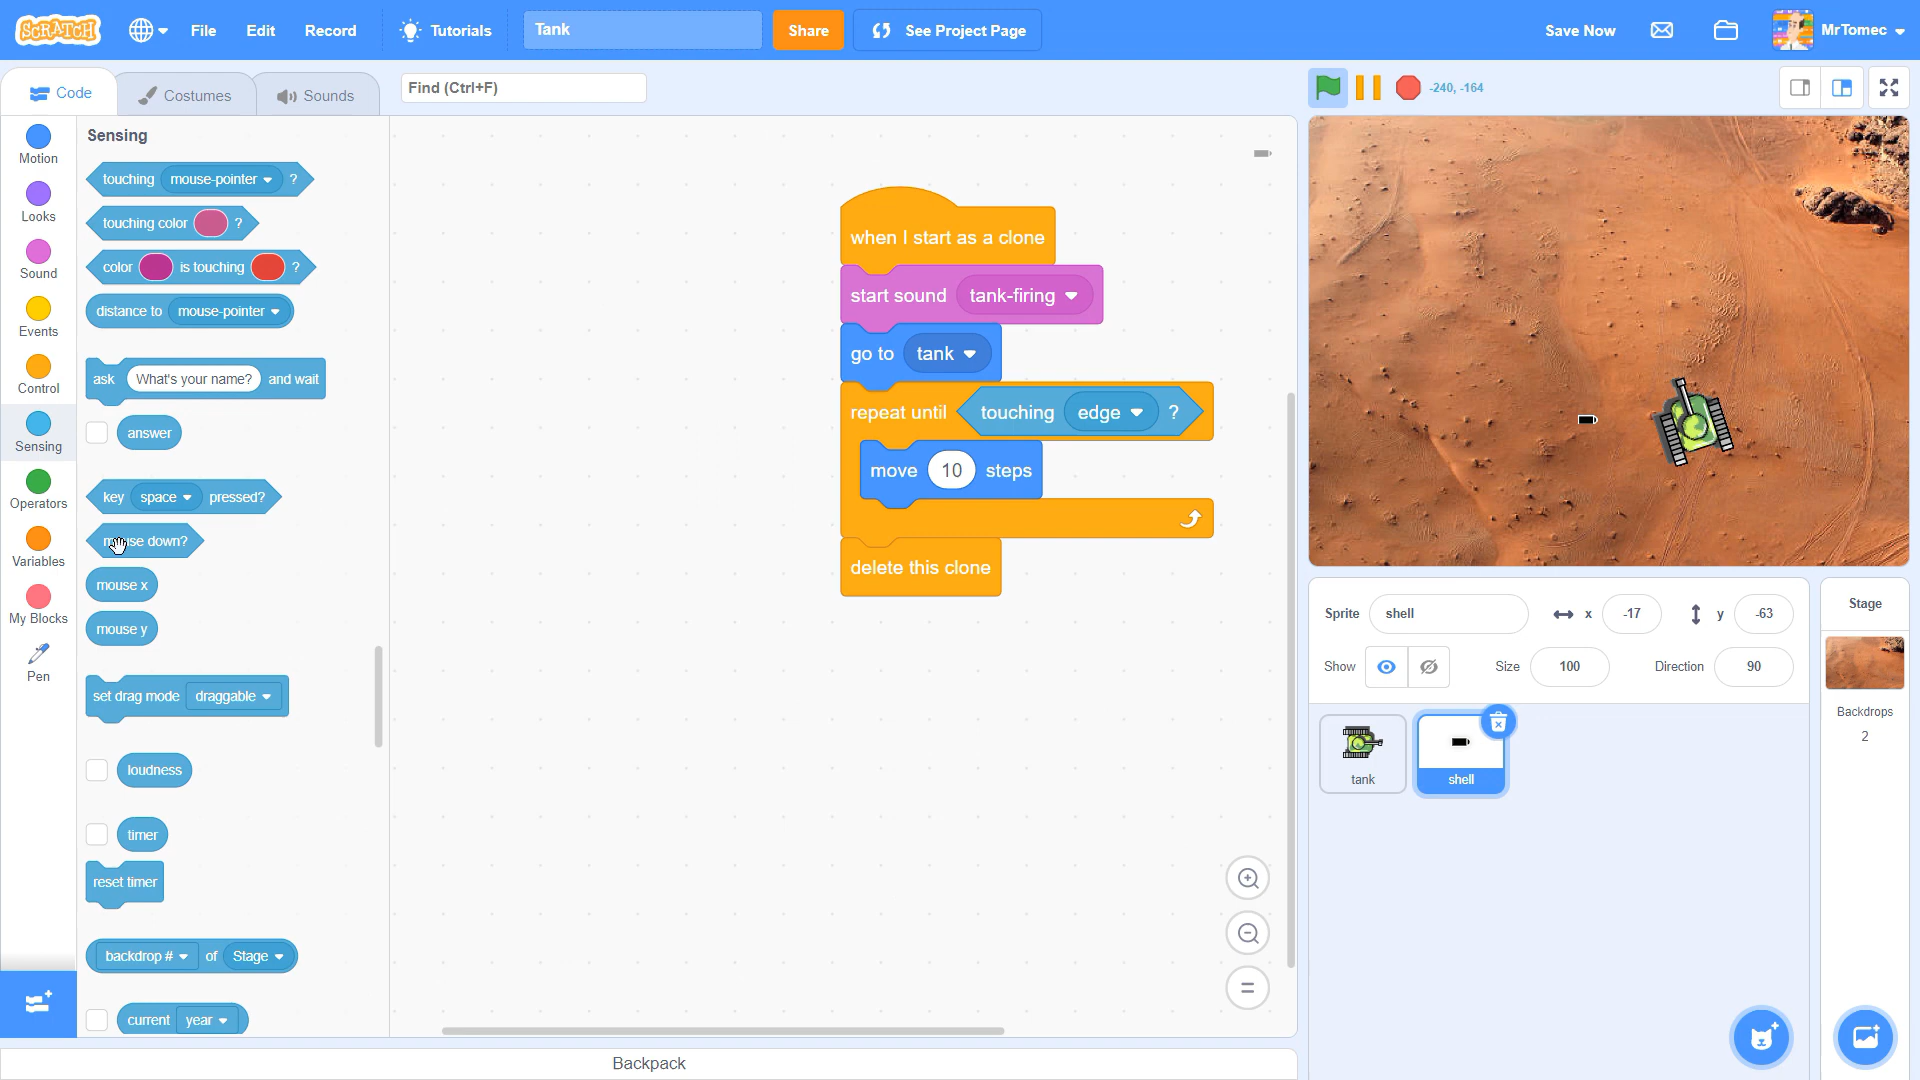 SCRATCH File Edit Record Tutorials Tank Share See Project Page Save Now MrTomec
Code Costumes Sounds Find (Ctrl+F) -240, -164
Motion
Looks
Sound
Events
Control
Sensing
Operators
Variables
My Blocks
Pen
Sensing
touching mouse-pointer ?
touching color ?
color is touching ?
distance to mouse-pointer
ask What's your name? and wait
answer
key space pressed?
mouse down?
mouse x
mouse y
set drag mode draggable
loudness
timer
reset timer
backdrop # of Stage
current year
when I start as a clone
start sound tank-firing
go to tank
repeat until touching edge ?
move 10 steps
delete this clone
Sprite shell x -17 y -63
Show Size 100 Direction 90
tank
shell
Stage
Backdrops
2
Backpack